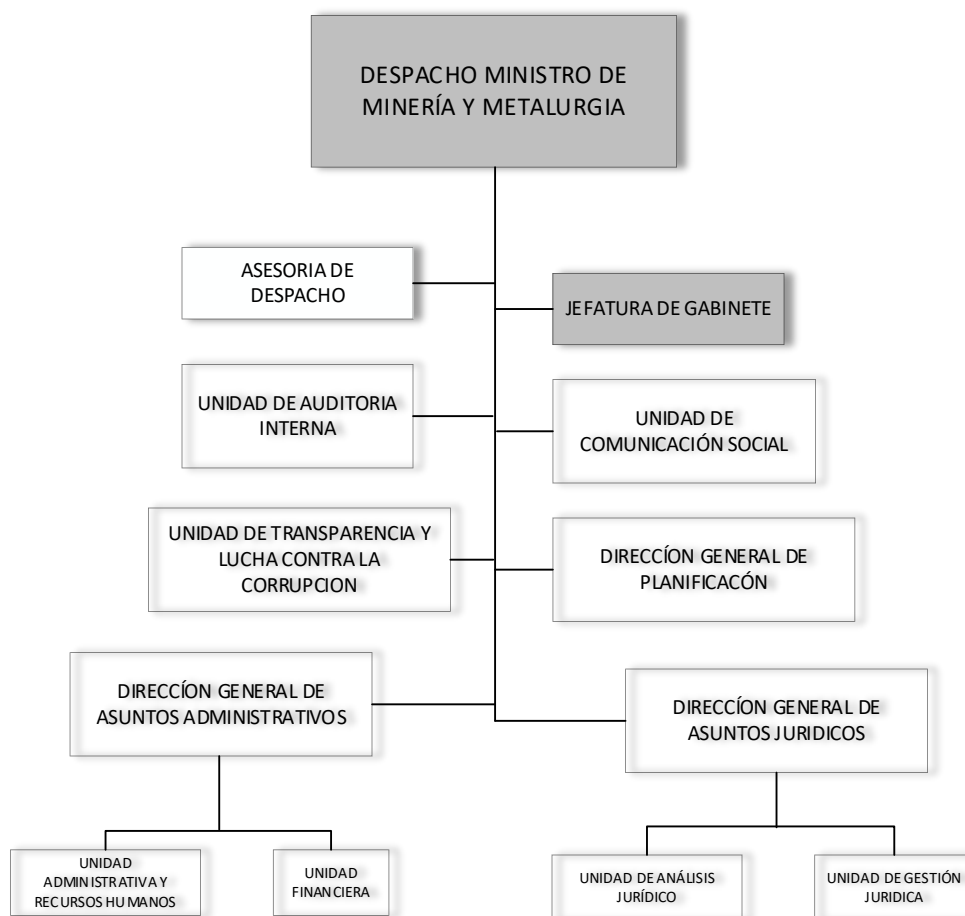 DESPACHO MINISTRO DE
MINERÍA Y METALURGIA
ASESORIA DE
DESPACHO
JEFATURA DE GABINETE
UNIDAD DE AUDITORIA
INTERNA
UNIDAD DE
COMUNICACIÓN SOCIAL
UNIDAD DE TRANSPARENCIA Y
LUCHA CONTRA LA
CORRUPCION
DIRECCÍON GENERAL DE
PLANIFICACÓN
DIRECCÍON GENERAL DE
ASUNTOS ADMINISTRATIVOS
DIRECCÍON GENERAL DE
ASUNTOS JURIDICOS
UNIDAD
ADMINISTRATIVA Y
RECURSOS HUMANOS
UNIDAD
FINANCIERA
UNIDAD DE ANÁLISIS
JURÍDICO
UNIDAD DE GESTIÓN
JURIDICA